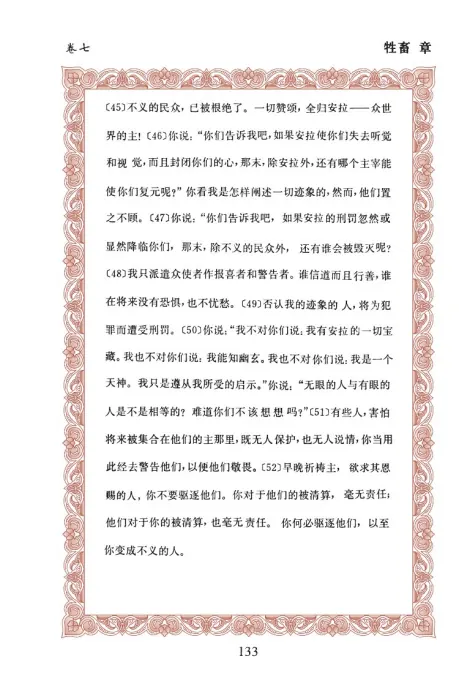 卷七
牲畜 章
〔45〕不义的民众，已被根绝了。一切赞颂，全归安拉——众世
界的主！〔46〕你说：“你们告诉我吧，如果安拉使你们失去听觉
和视觉，而且封闭你们的心，那末，除安拉外，还有哪个主宰能
使你们复元呢？”你看我是怎样阐述一切迹象的，然而，他们置
之不顾。〔47〕你说：“你们告诉我吧，如果安拉的刑罚忽然或
显然降临你们，那末，除不义的民众外，还有谁会被毁灭呢？
〔48〕我只派遣众使者作报喜者和警告者。谁信道而且行善，谁
在将来没有恐惧，也不忧愁。〔49〕否认我的迹象的人，将为犯
罪而遭受刑罚。〔50〕你说：“我不对你们说：我有安拉的一切宝
藏。我也不对你们说：我能知幽玄。我也不对你们说：我是一个
天神。我只是遵从我所受的启示。”你说：“无眼的人与有眼的
人是不是相等的？难道你们不该想想吗？”〔51〕有些人，害怕
将来被集合在他们的主那里，既无人保护，也无人说情，你当用
此经去警告他们，以便他们敬畏。〔52〕早晚祈祷主，欲求其恩
赐的人，你不要驱逐他们。你对于他们的被清算，毫无责任；
他们对于你的被清算，也毫无责任。你何必驱逐他们，以至
你变成不义的人。
133